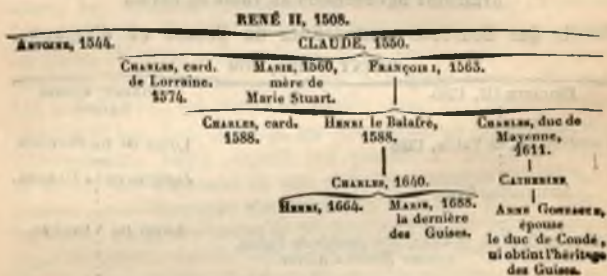 RENÉ II, 1508.
ANTOINE, 1544. CLAUDE, 1550.
CHARLES, card. MARIE, 1560, FRANÇOIS I, 1563.
de Lorraine. mère de
1574. Marie Stuart.
CHARLES, card. HENRI le Balafré, CHARLES, duc de
1588. 1588. Mayenne,
1611.
CHARLES, 1640. CATHERINE
HENRI, 1664. MARIE, 1688. ANNE GONZAGUE,
la dernière épouse
des Guises. le duc de Condé,
ui obtint l'héritage
des Guises.